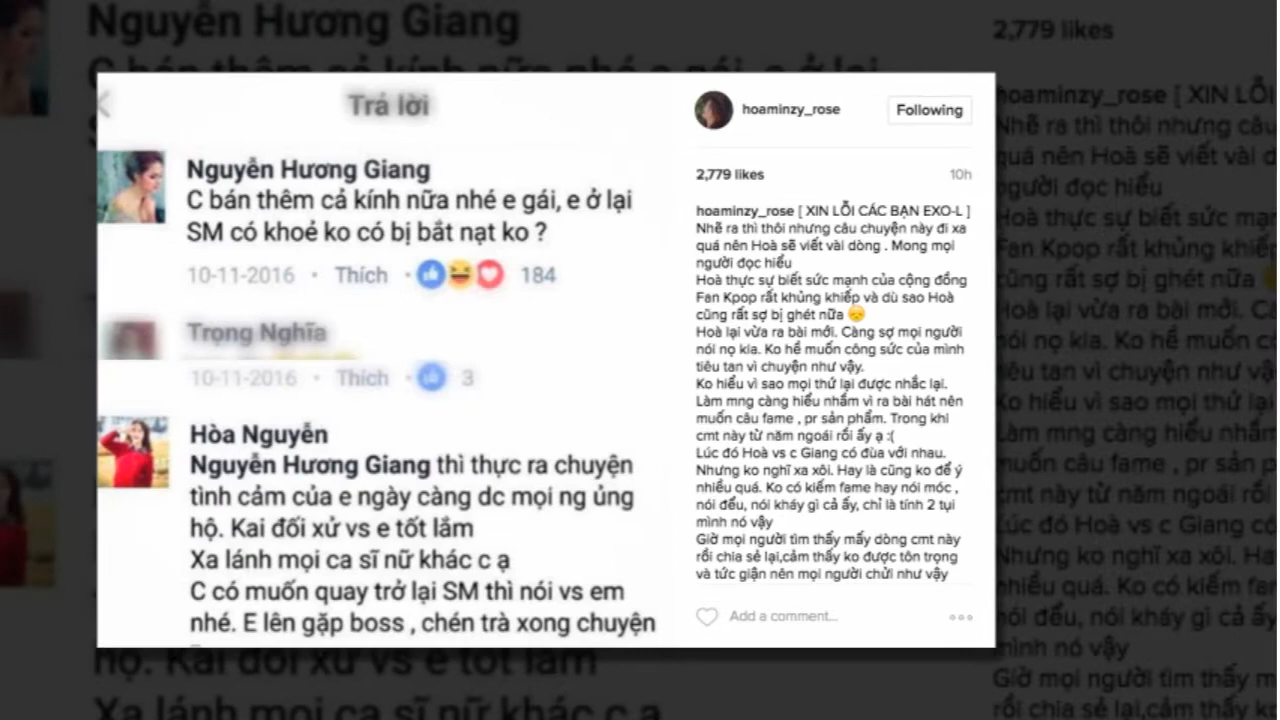 Nguyễn Hương Giang
2,779 likes
Trả lời
Nguyễn Hương Giang
C bán thêm cả kính nữa nhé e gái, e ở lại
SM có khoẻ ko có bị bắt nạt ko ?
10-11-2016 • Thích • 184
Trọng Nghĩa
10-11-2016 • Thích • 3
Hòa Nguyễn
Nguyễn Hương Giang thì thực ra chuyện
tình cảm của e ngày càng dc mọi ng ủng
hộ. Kai đối xử vs e tốt lắm
Xa lánh mọi ca sĩ nữ khác c ạ
C có muốn quay trở lại SM thì nói vs em
nhé. E lên gặp boss , chén trà xong chuyện
hoaminzy_rose
Following
2,779 likes
10h
hoaminzy_rose [ XIN LỖI CÁC BẠN EXO-L ]
Nhẽ ra thì thôi nhưng câu chuyện này đi xa
quá nên Hoà sẽ viết vài dòng . Mong mọi
người đọc hiểu
Hoà thực sự biết sức mạnh của cộng đồng
Fan Kpop rất khủng khiếp và dù sao Hoà
cũng rất sợ bị ghét nữa 😞
Hoà lại vừa ra bài mới. Càng sợ mọi người
nói nọ kia. Ko hề muốn công sức của mình
tiêu tan vì chuyện như vậy.
Ko hiểu vì sao mọi thứ lại được nhắc lại.
Làm mng càng hiểu nhầm vì ra bài hát nên
muốn câu fame , pr sản phẩm. Trong khi
cmt này từ năm ngoái rồi ấy ạ :(
Lúc đó Hoà vs c Giang có đùa với nhau.
Nhưng ko nghĩ xa xôi. Hay là cũng ko để ý
nhiều quá. Ko có kiếm fame hay nói móc ,
nói đểu, nói kháy gì cả ấy, chỉ là tính 2 tụi
mình nó vậy
Giờ mọi người tìm thấy mấy dòng cmt này
rồi chia sẻ lại,cảm thấy ko được tôn trọng
và tức giận nên mọi người chửi như vậy
Add a comment...